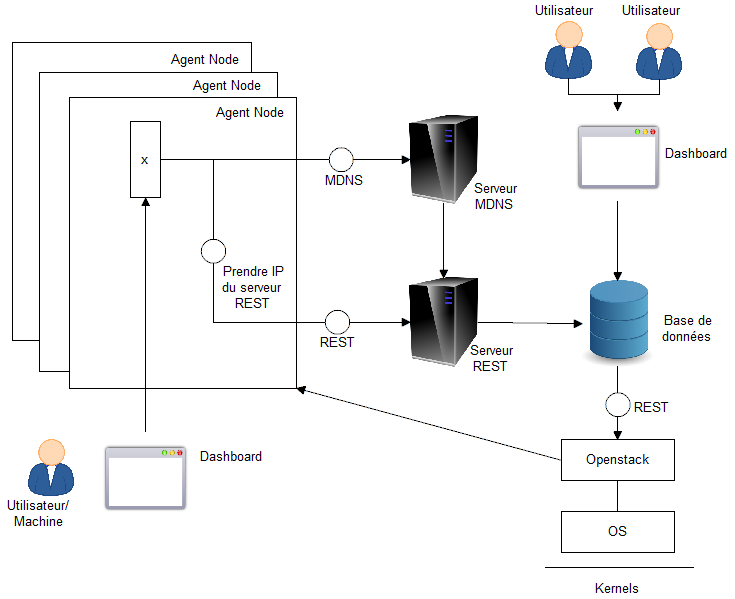 Utilisateur
Utilisateur
Agent Node
Agent Node
Agent Node
x
MDNS
Serveur
MDNS
Dashboard
Prendre IP
du serveur
REST
REST
Serveur
REST
Base de
données
REST
Openstack
OS
Kernels
Dashboard
Utilisateur/
Machine